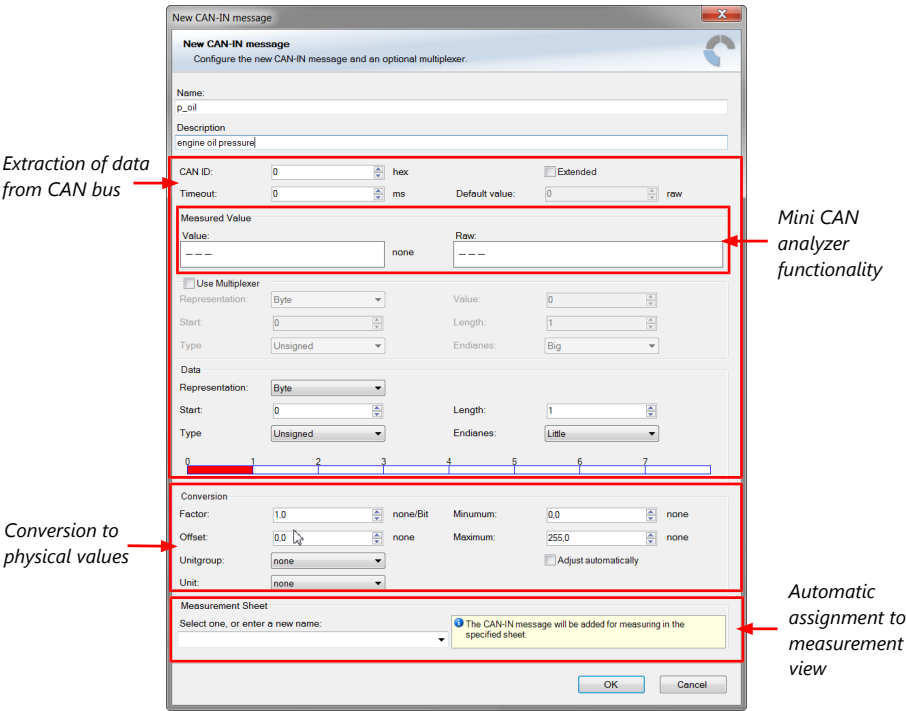 New CAN-IN message
New CAN-IN message
Configure the new CAN-IN message and an optional multiplexer.
Name:
p_oil
Description
engine oil pressure
Extraction of data
from CAN bus
CAN ID: 0 hex Extended
Timeout: 0 ms Default value: 0 raw
Measured Value
Value: Raw:
--- none ---
Mini CAN
analyzer
functionality
Use Multiplexer
Representation: Byte Value: 0
Start: 0 Length: 1
Type Unsigned Endianes: Big
Data
Representation: Byte
Start: 0 Length: 1
Type Unsigned Endianes: Little
0 1 2 3 4 5 6 7
Conversion
Factor: 1,0 none/Bit Minumum: 0,0 none
Offset: 0,0 none Maximum: 255,0 none
Unitgroup: none Adjust automatically
Unit: none
Conversion to
physical values
Measurement Sheet
Select one, or enter a new name:
The CAN-IN message will be added for measuring in the
specified sheet.
Automatic
assignment to
measurement
view
OK Cancel